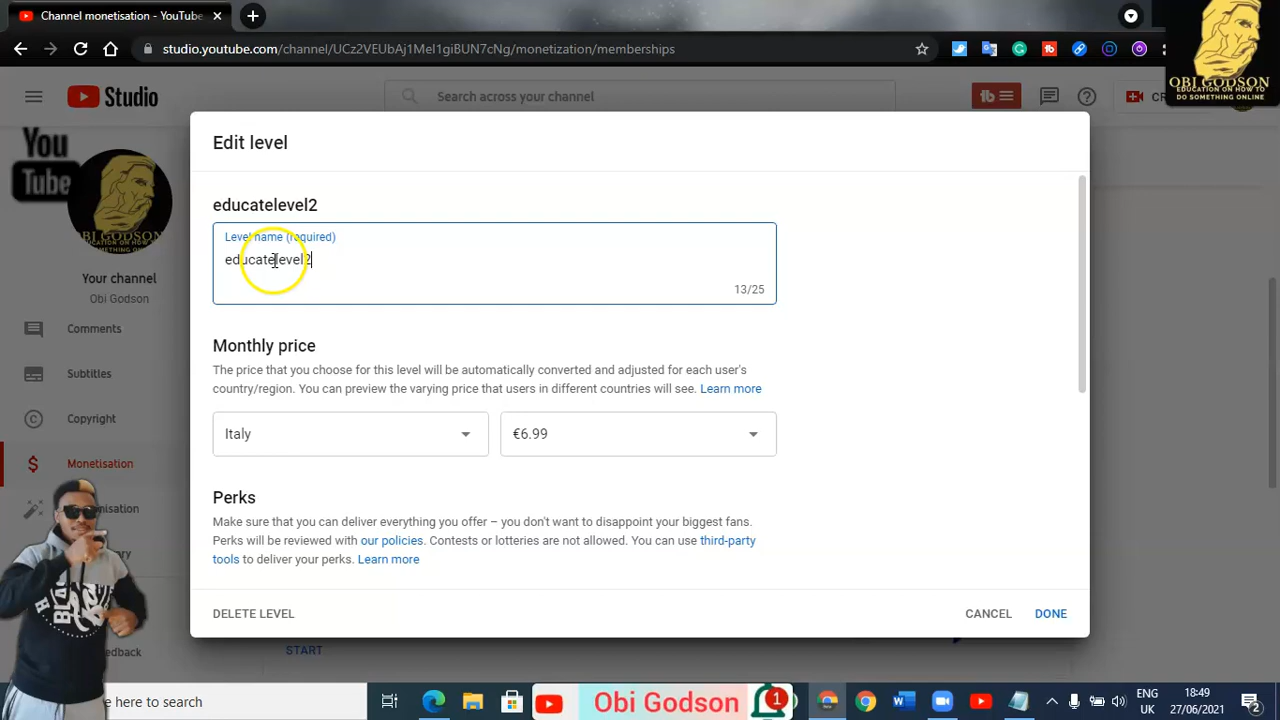 Channel monetisation - YouTube
studio.youtube.com/channel/UCz2VEUbAj1Mel1giBUN7cNg/monetization/memberships
Studio
Search across your channel
OBI GODSON
EDUCATION ON HOW TO
DO SOMETHING ONLINE
You
Tube
Edit level
educatelevel2
Level name (required)
educatelevel2
13/25
Your channel
Obi Godson
Comments
Subtitles
Copyright
Monetisation
Monthly price
The price that you choose for this level will be automatically converted and adjusted for each user's
country/region. You can preview the varying price that users in different countries will see. Learn more
Italy
€6.99
Perks
Make sure that you can deliver everything you offer – you don't want to disappoint your biggest fans.
Perks will be reviewed with our policies. Contests or lotteries are not allowed. You can use third-party
tools to deliver your perks. Learn more
DELETE LEVEL
CANCEL
DONE
START
here to search
Obi Godson
1
ENG
UK
18:49
27/06/2021
2